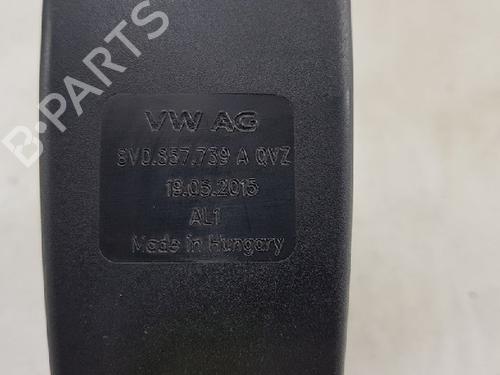 B-PARTS
VW AG
8V0.857.739 A QVZ
19.05.2015
AL1
Made in Hungary